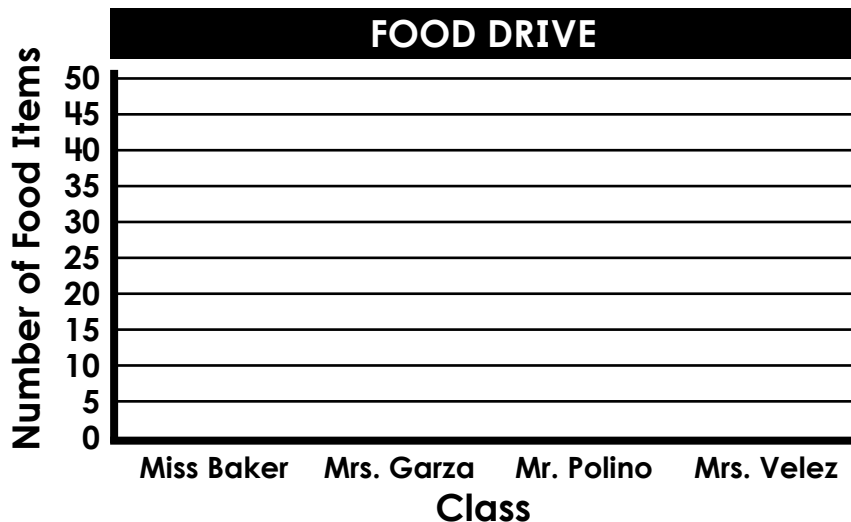 FOOD DRIVE
Number of Food Items
50
45
40
35
30
25
20
15
10
5
0
Miss Baker Mrs. Garza Mr. Polino Mrs. Velez
Class